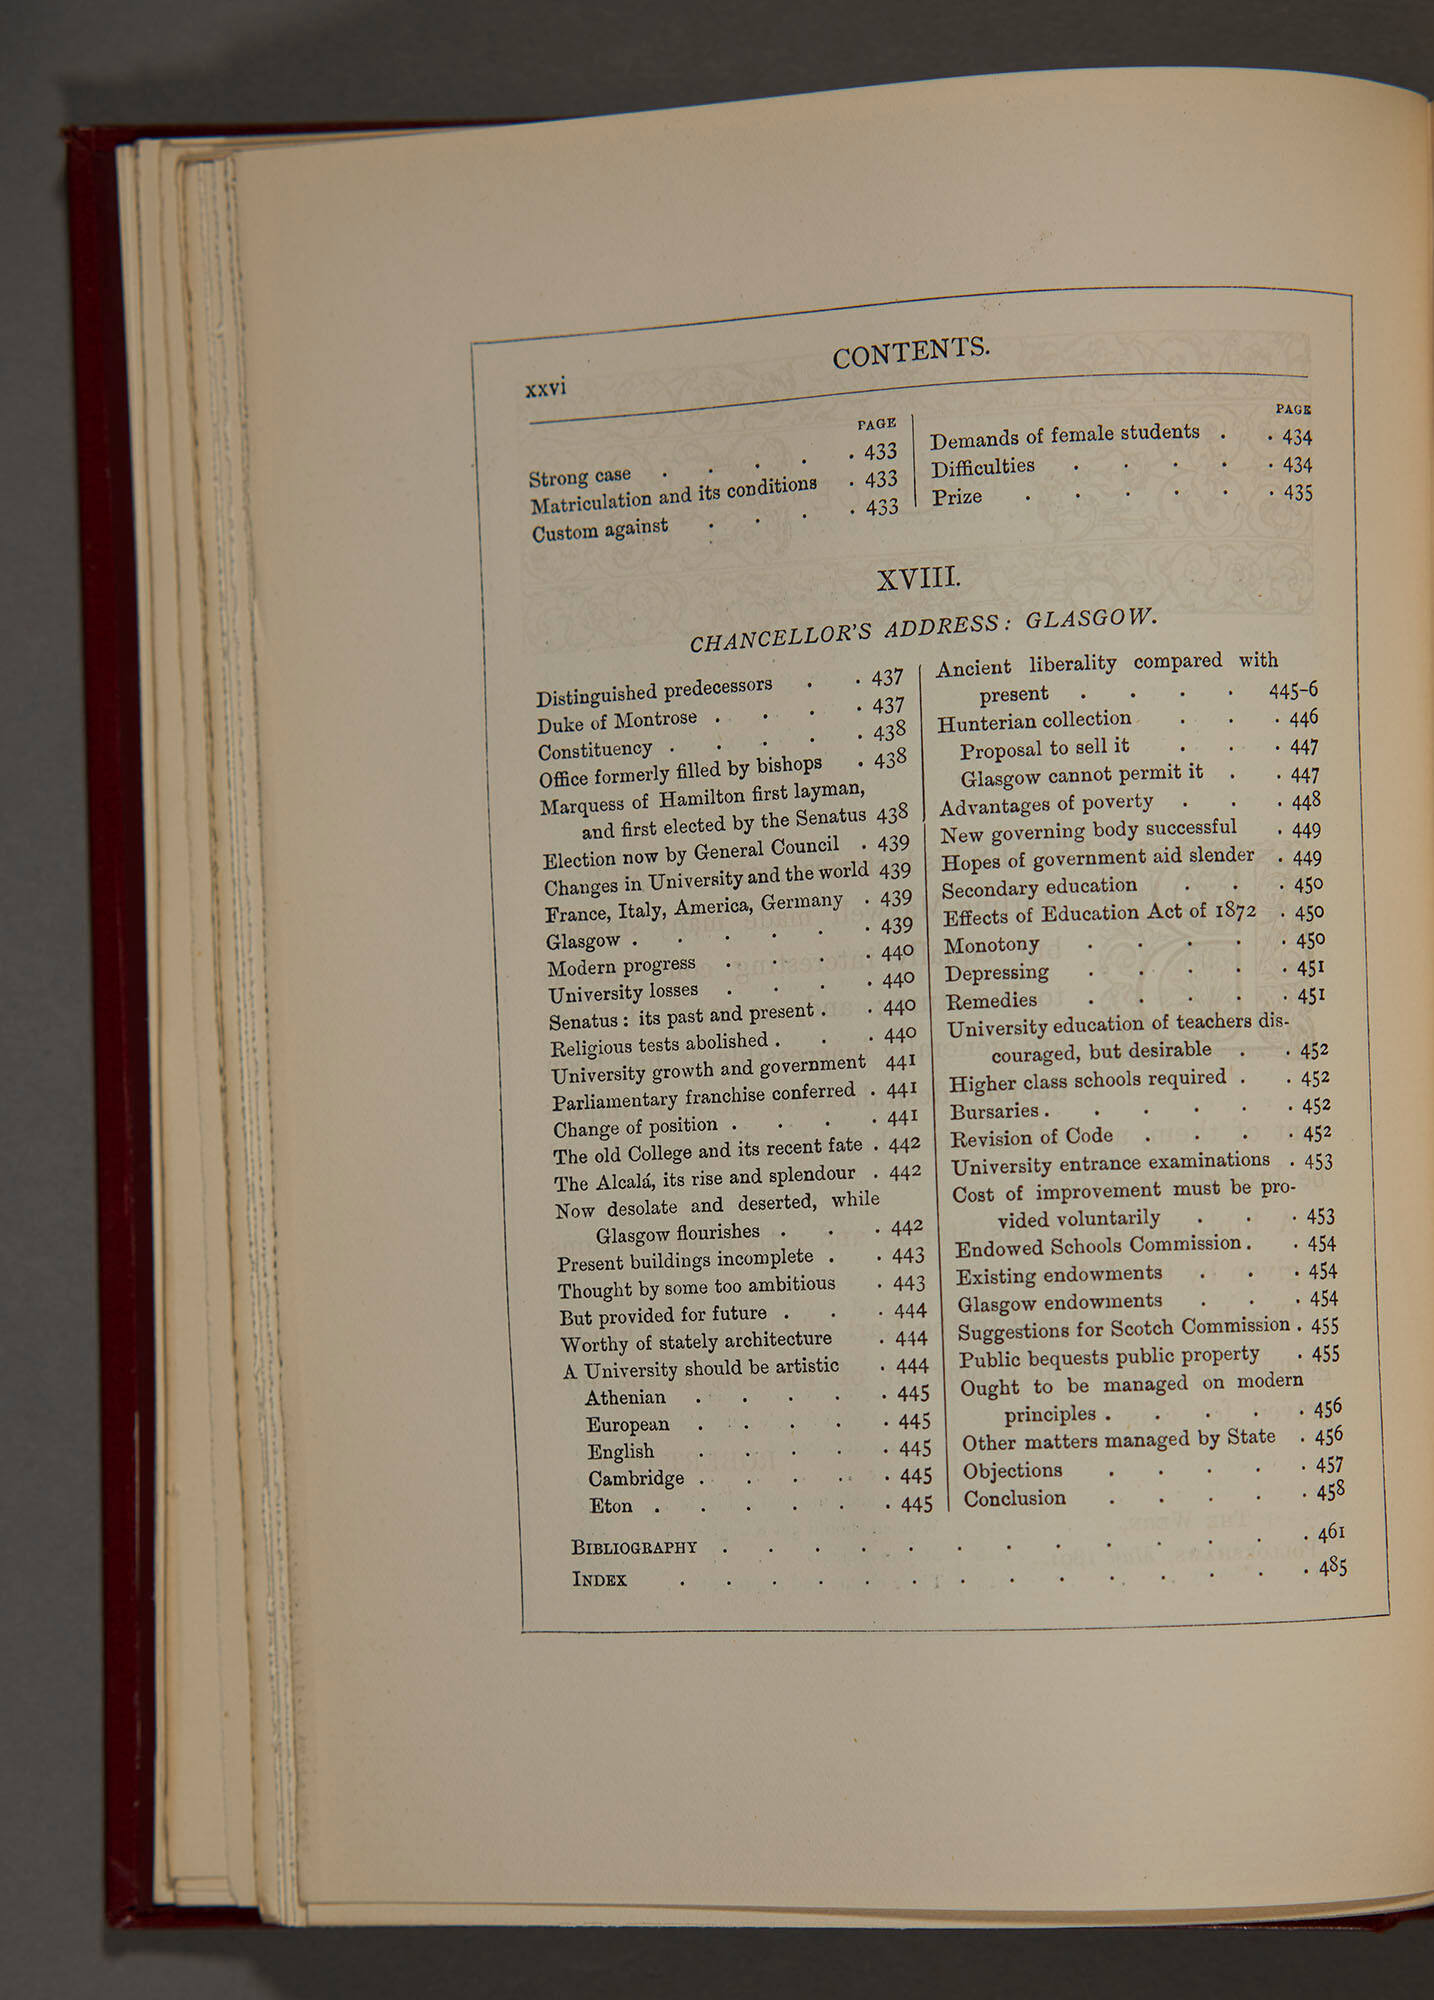 xxvi
CONTENTS.
PAGE
Strong case . . . . . 433
Matriculation and its conditions . 433
Custom against . . . . 433
PAGE
Demands of female students . . 434
Difficulties . . . . . 434
Prize . . . . . . 435
XVIII.
CHANCELLOR'S ADDRESS: GLASGOW.
Distinguished predecessors . . 437
Duke of Montrose . . . . 437
Constituency . . . . . 438
Office formerly filled by bishops . 438
Marquess of Hamilton first layman,
and first elected by the Senatus 438
Election now by General Council . 439
Changes in University and the world 439
France, Italy, America, Germany . 439
Glasgow . . . . . . 439
Modern progress . . . . 440
University losses . . . . 440
Senatus: its past and present . . 440
Religious tests abolished . . . 440
University growth and government 441
Parliamentary franchise conferred . 441
Change of position . . . . 441
The old College and its recent fate . 442
The Alcalá, its rise and splendour . 442
Now desolate and deserted, while
Glasgow flourishes . . . 442
Present buildings incomplete . . 443
Thought by some too ambitious . 443
But provided for future . . . 444
Worthy of stately architecture . 444
A University should be artistic . 444
Athenian . . . . . 445
European . . . . . 445
English . . . . . 445
Cambridge . . . . . 445
Eton . . . . . . 445
Ancient liberality compared with
present . . . . 445-6
Hunterian collection . . . 446
Proposal to sell it . . . 447
Glasgow cannot permit it . . 447
Advantages of poverty . . . 448
New governing body successful . 449
Hopes of government aid slender . 449
Secondary education . . . 450
Effects of Education Act of 1872 . 450
Monotony . . . . . 450
Depressing . . . . . 451
Remedies . . . . . 451
University education of teachers dis-
couraged, but desirable . . 452
Higher class schools required . . 452
Bursaries . . . . . . 452
Revision of Code . . . . 452
University entrance examinations . 453
Cost of improvement must be pro-
vided voluntarily . . . 453
Endowed Schools Commission . . 454
Existing endowments . . . 454
Glasgow endowments . . . 454
Suggestions for Scotch Commission . 455
Public bequests public property . 455
Ought to be managed on modern
principles . . . . . 456
Other matters managed by State . 456
Objections . . . . . 457
Conclusion . . . . . 458
BIBLIOGRAPHY . . . . . . . . . . . . . 461
INDEX . . . . . . . . . . . . . . 485